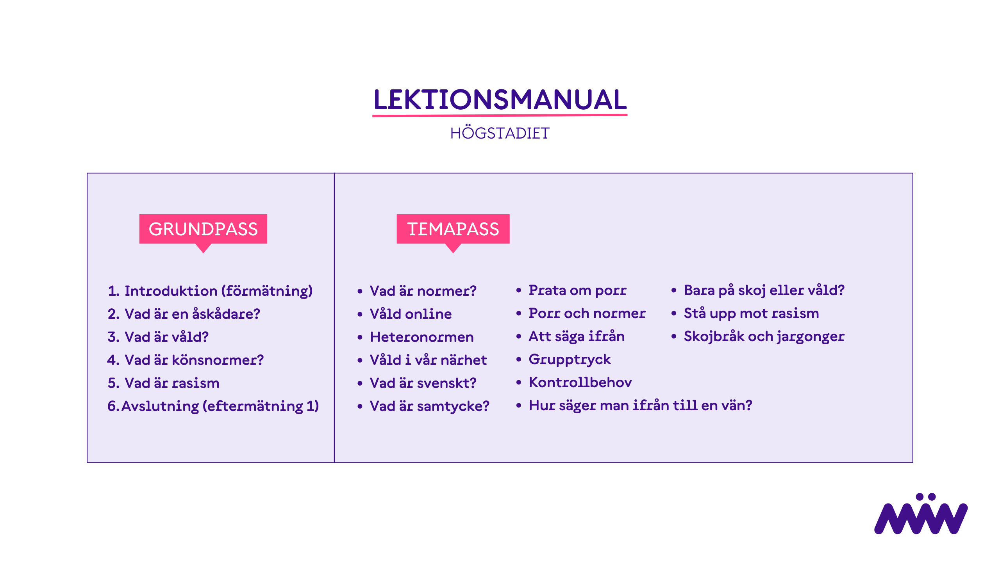 LEKTIONSMANUAL
HÖGSTADIET
GRUNDPASS
1. Introduktion (förmätning)
2. Vad är en åskådare?
3. Vad är våld?
4. Vad är könsnormer?
5. Vad är rasism
6. Avslutning (eftermätning 1)
TEMAPASS
• Vad är normer?
• Våld online
• Heteronormen
• Våld i vår närhet
• Vad är svenskt?
• Vad är samtycke?
• Prata om porr
• Porr och normer
• Att säga ifrån
• Grupptryck
• Kontrollbehov
• Hur säger man ifrån till en vän?
• Bara på skoj eller våld?
• Stå upp mot rasism
• Skojbråk och jargonger